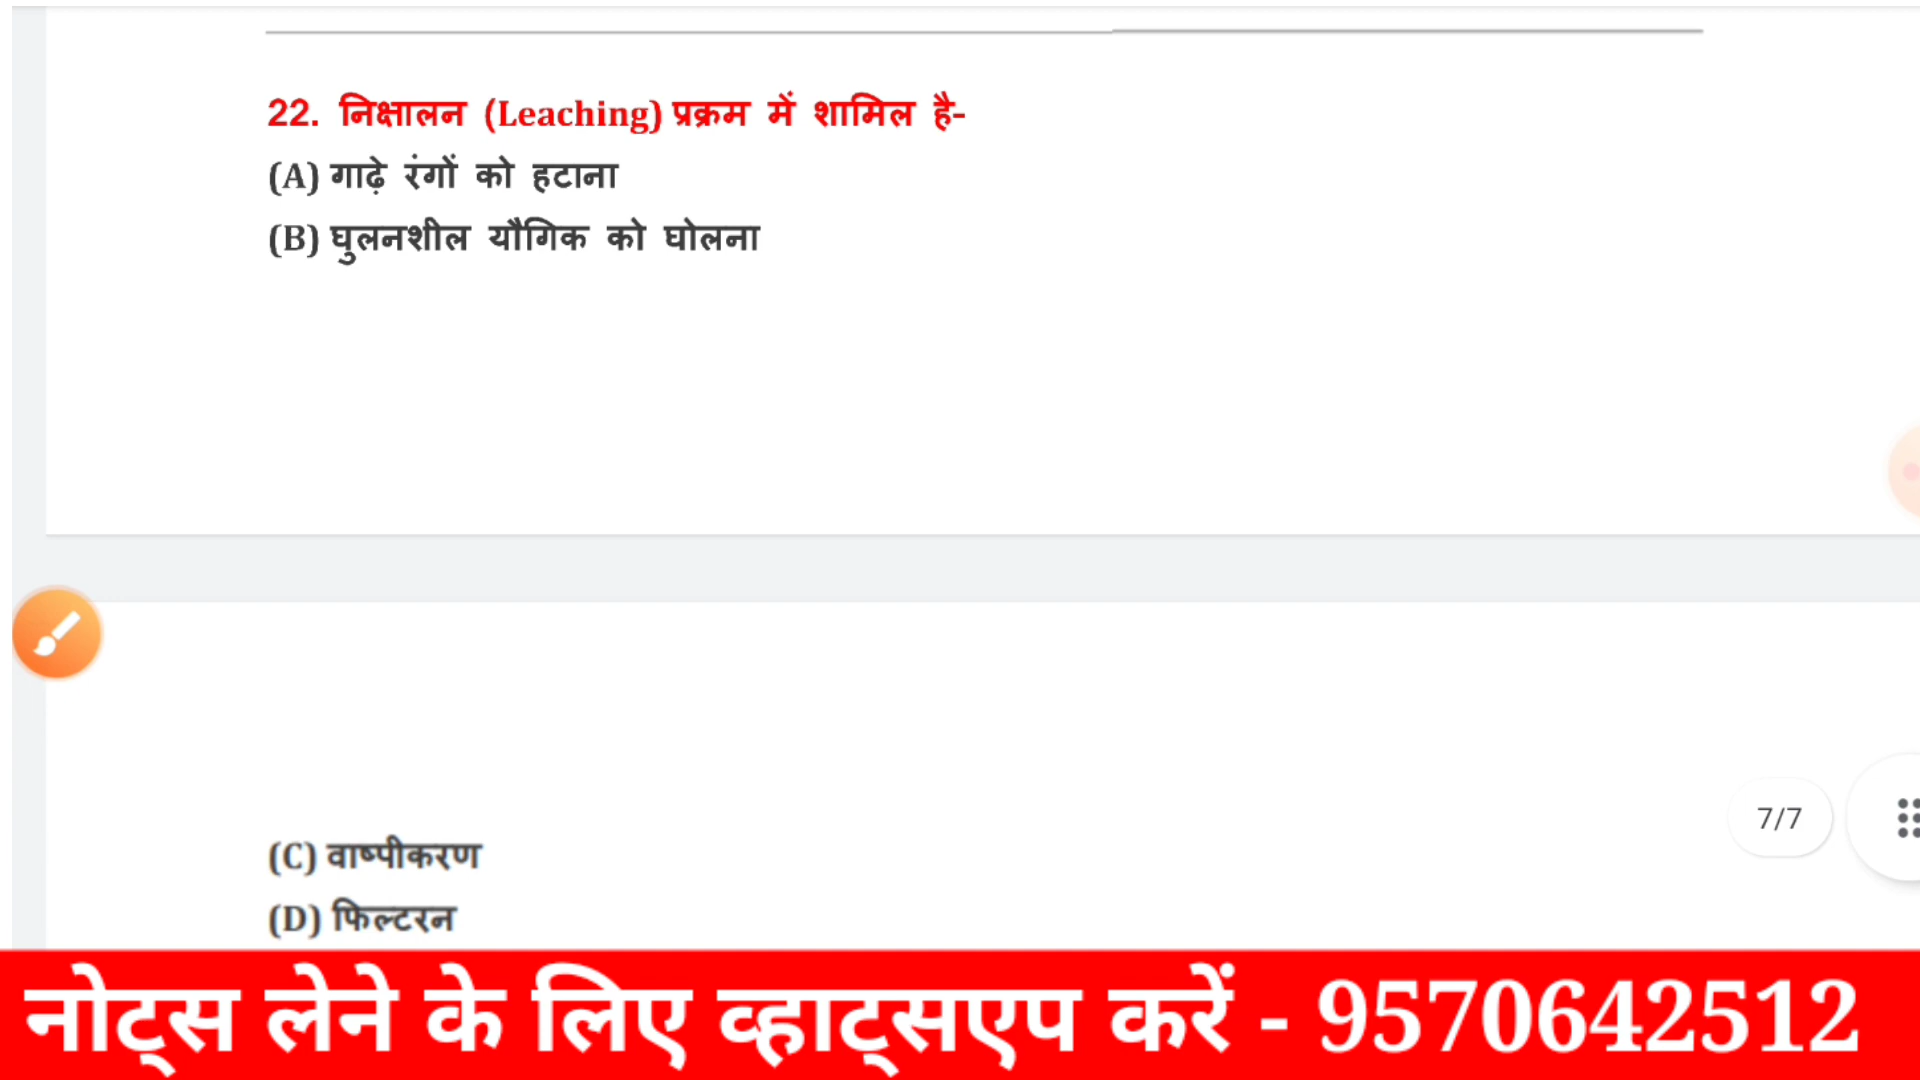 22. निक्षालन (Leaching) प्रक्रम में शामिल है-
(A) गाढ़े रंगों को हटाना
(B) घुलनशील यौगिक को घोलना
7/7
(C) वाष्पीकरण
(D) फिल्टरन
नोट्स लेने के लिए व्हाट्सएप करें - 9570642512